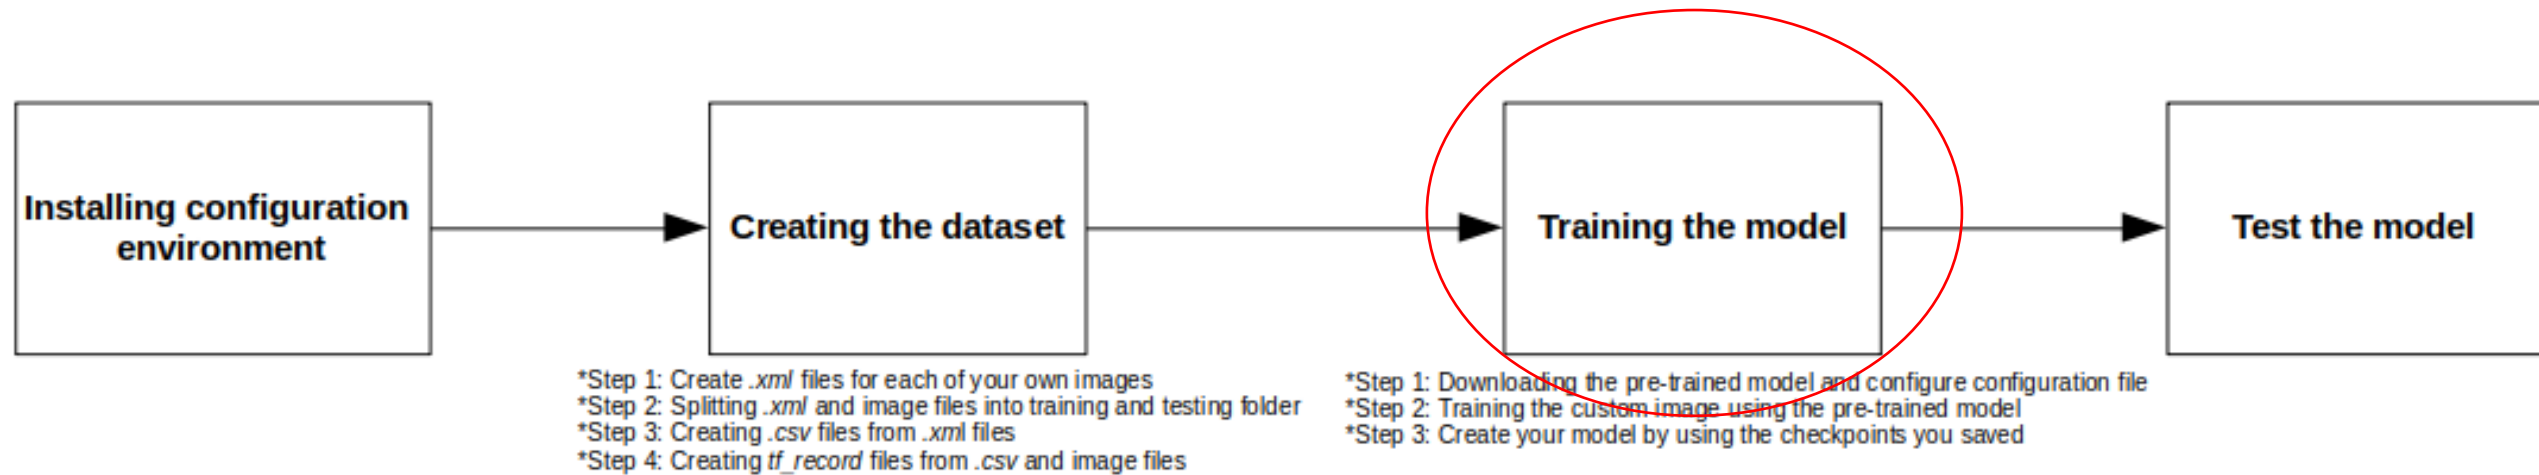 Installing configuration
environment
Creating the dataset
*Step 1: Create .xml files for each of your own images
*Step 2: Splitting .xml and image files into training and testing folder
*Step 3: Creating .csv files from .xml files
*Step 4: Creating tf_record files from .csv and image files
Training the model
*Step 1: Downloading the pre-trained model and configure configuration file
*Step 2: Training the custom image using the pre-trained model
*Step 3: Create your model by using the checkpoints you saved
Test the model